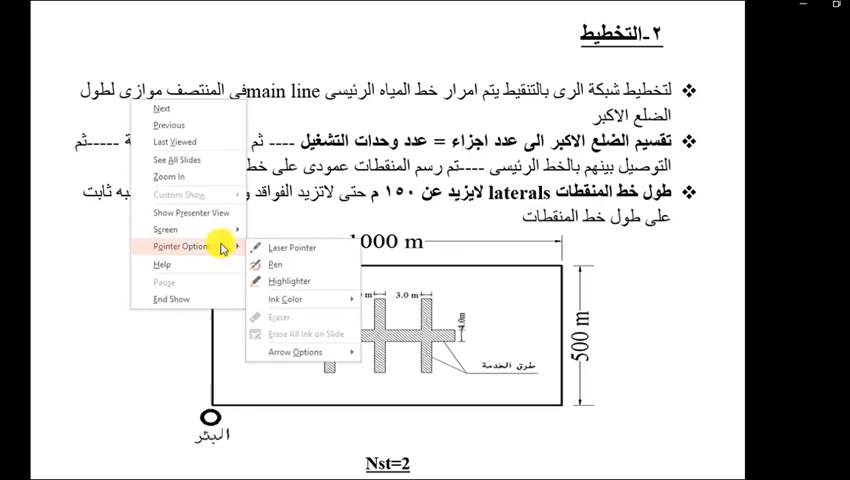 ٢-التخطيط
❖ لتخطيط شبكة الرى بالتنقيط يتم امرار خط المياه الرئيسى main line فى المنتصف موازى لطول
الضلع الاكبر
❖ تقسيم الضلع الاكبر الى عدد اجزاء = عدد وحدات التشغيل ---- ثم ة -----ثم
التوصيل بينهم بالخط الرئيسى ----تم رسم المنقطات عمودى على خط
❖ طول خط المنقطات laterals لايزيد عن ١٥٠ م حتى لاتزيد الفواقد به ثابت
على طول خط المنقطات
Next
Previous
Last Viewed
See All Slides
Zoom In
Custom Show
Show Presenter View
Screen
Pointer Options
Help
Pause
End Show
Laser Pointer
Pen
Highlighter
Ink Color
Eraser
Erase All Ink on Slide
Arrow Options
1000 m
m
3.0 m
4.0m
500 m
طرق الخدمة
البئر
Nst=2